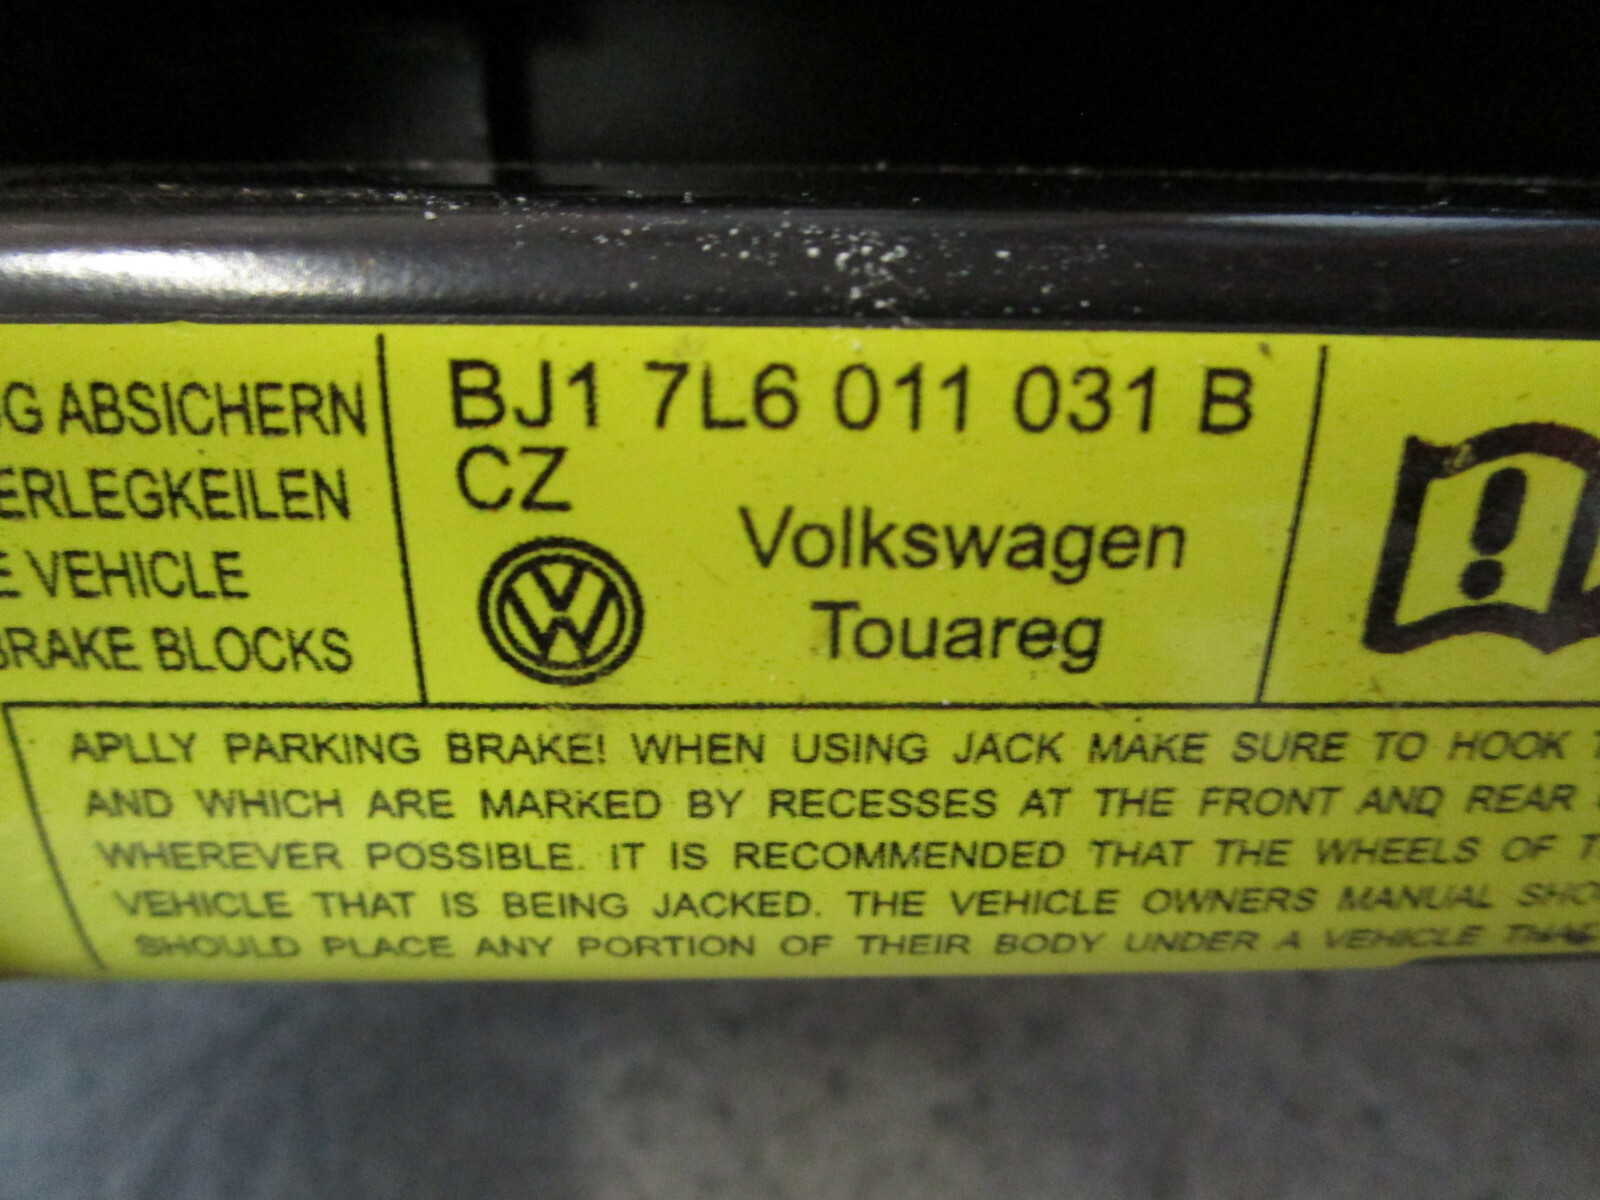 ABSICHERN
VEHICLE
BRAKE BLOCKS
BJ1 7L6 011 031 B
CZ
Volkswagen
Touareg
APLLY PARKING BRAKE! WHEN USING JACK MAKE SURE TO HOOK
AND WHICH ARE MARKED BY RECESSES AT THE FRONT AND REAR
WHEREVER POSSIBLE. IT IS RECOMMENDED THAT THE WHEELS OF
VEHICLE THAT IS BEING JACKED. THE VEHICLE OWNERS MANUAL
SHOULD PLACE ANY PORTION OF THEIR BODY UNDER A VEHICLE